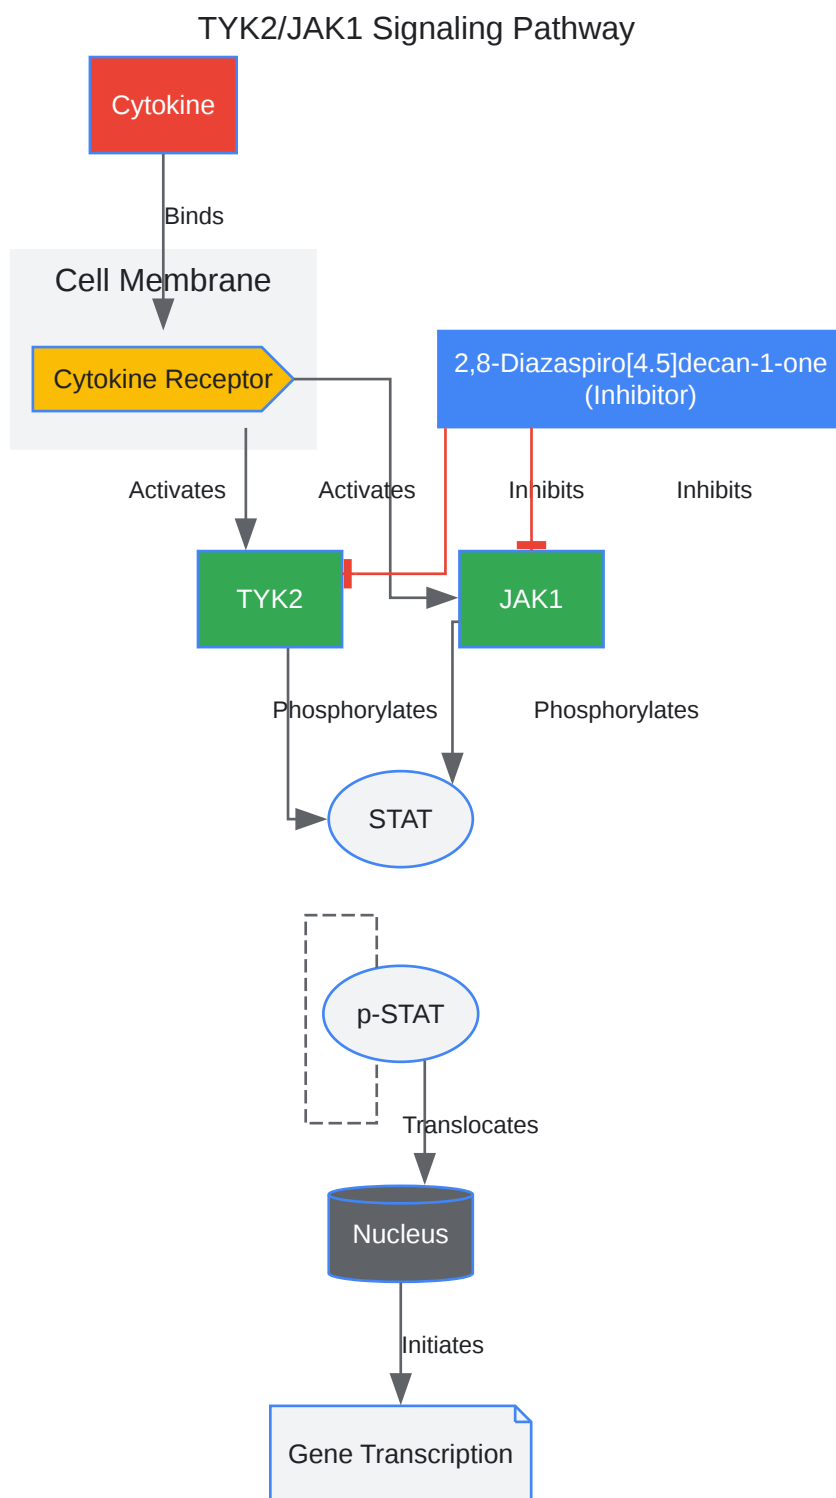 TYK2/JAK1 Signaling Pathway
Cytokine
Binds
Cell Membrane
Cytokine Receptor
2,8-Diazaspiro[4.5]decan-1-one
(Inhibitor)
Activates
Activates
Inhibits
Inhibits
TYK2
JAK1
Phosphorylates
Phosphorylates
STAT
p-STAT
Translocates
Nucleus
Initiates
Gene Transcription